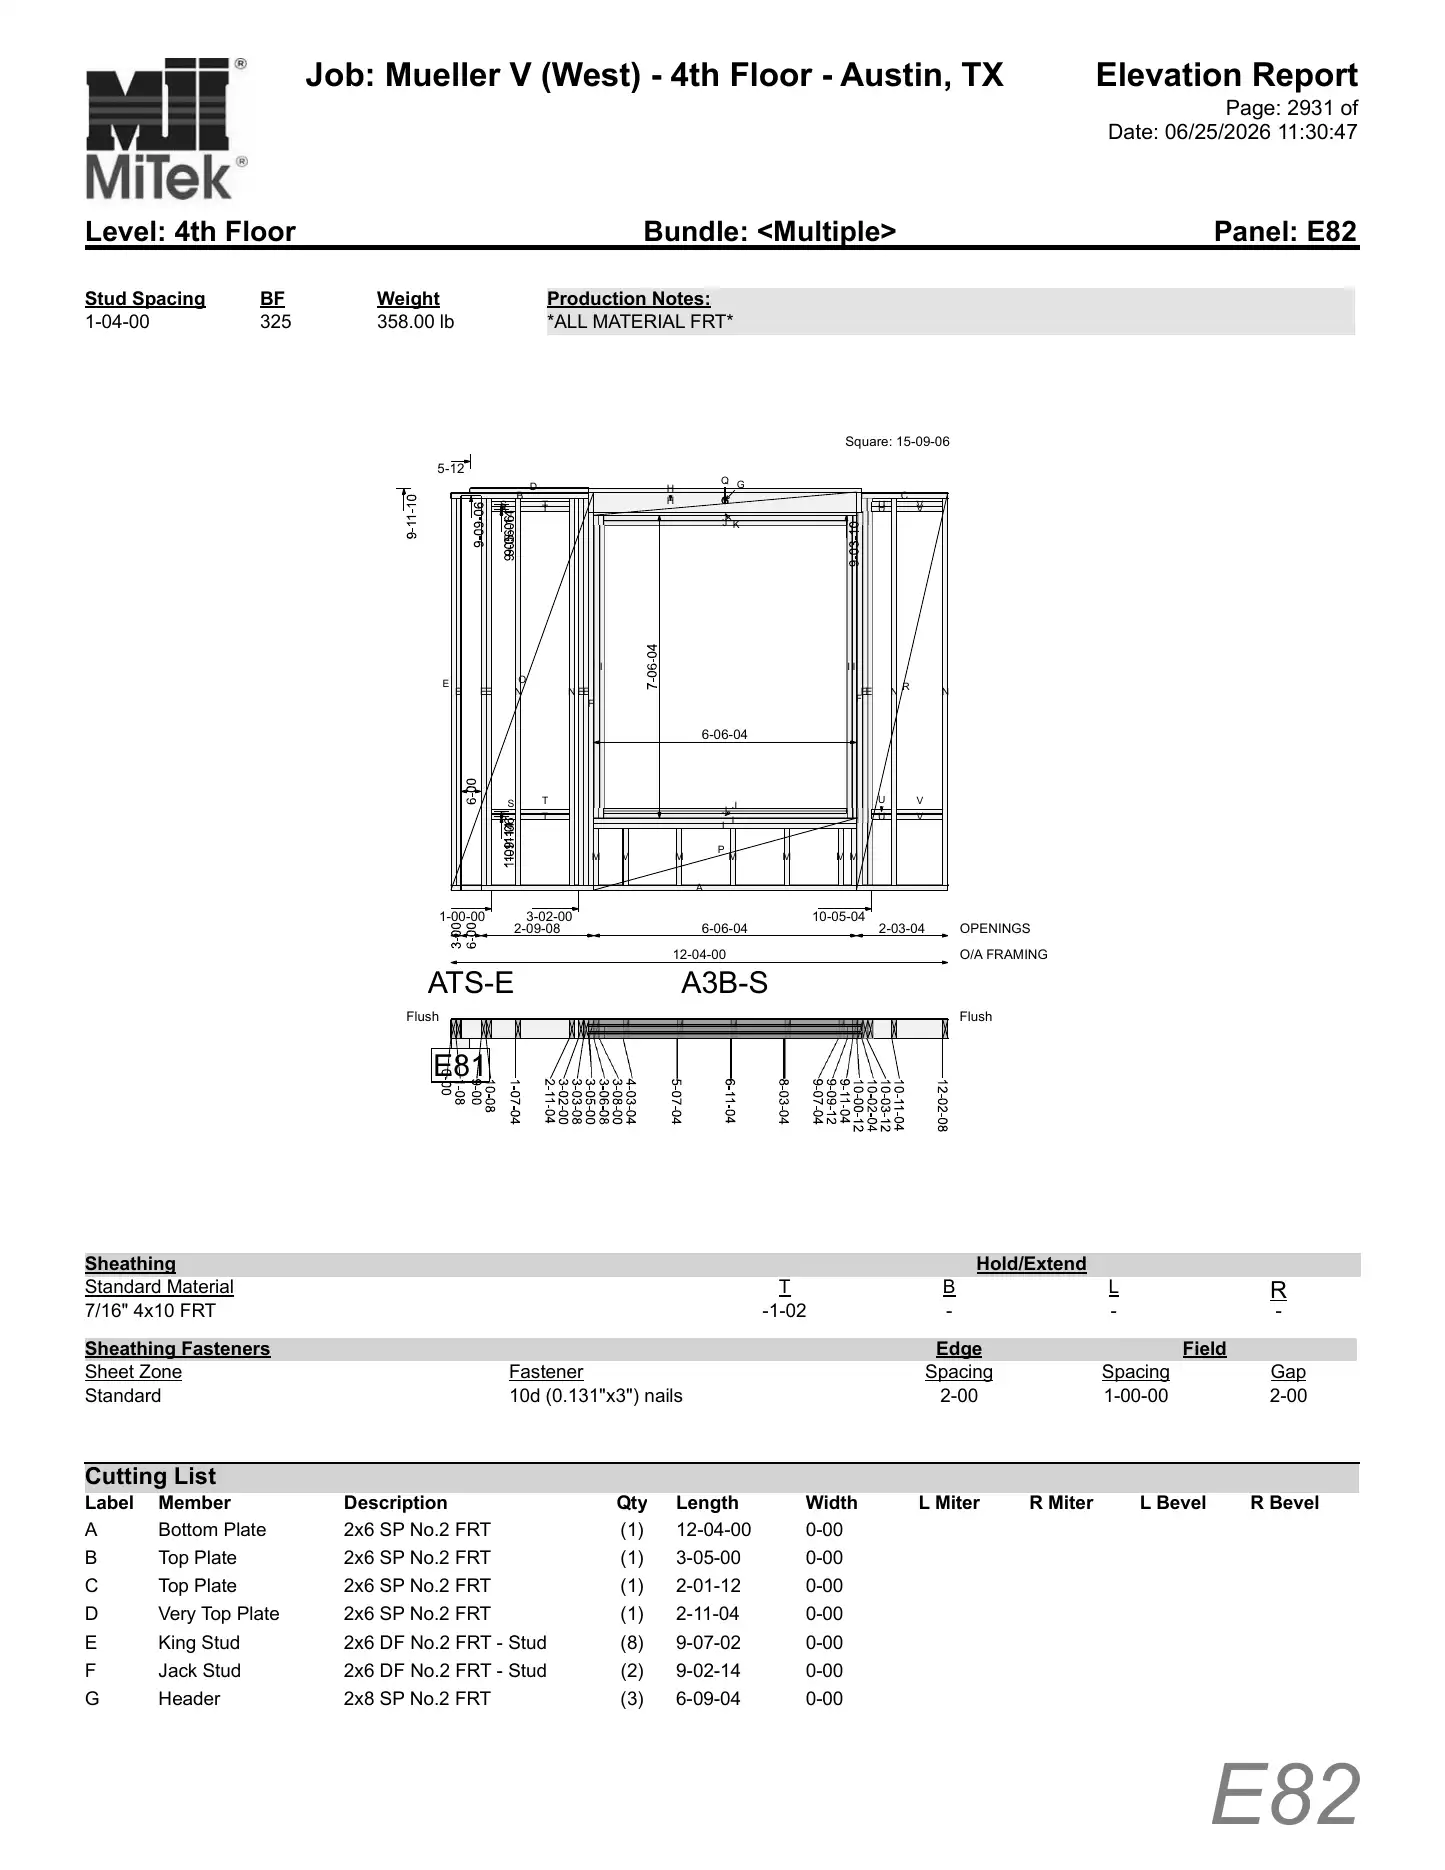 Job: Mueller V (West) - 4th Floor - Austin, TX
Elevation Report
Page: 2931 of
Date: 06/25/2026 11:30:47
MiTek®
Level: 4th Floor Bundle: <Multiple> Panel: E82
Stud Spacing BF Weight Production Notes:
1-04-00 325 358.00 lb *ALL MATERIAL FRT*
Square: 15-09-06
5-12
D
H
Q
G
B
C
9-11-10
9-09-06
J
K
9-03-10
7-06-04
I
I I
E
O
R
E
EE
N
N
EE
F
F
EE
N
N
6-06-04
6-00
S
T
J
U
V
T
L
U
V
P
M
M
M
M
M
M
M
A
1-00-00 3-02-00 10-05-04
3-00
6-00
2-09-08 6-06-04 2-03-04 OPENINGS
12-04-00 O/A FRAMING
ATS-E A3B-S
Flush Flush
E81
10-08
1-07-04
2-11-04
3-02-00
3-03-08
3-05-00
3-06-08
3-08-00
4-03-04
5-07-04
6-11-04
8-03-04
9-07-04
9-09-12
9-11-04
10-00-12
10-02-04
10-03-12
10-11-04
12-02-08
Sheathing Hold/Extend
Standard Material T B L R
7/16" 4x10 FRT -1-02 - - -
Sheathing Fasteners Edge Field
Sheet Zone Fastener Spacing Spacing Gap
Standard 10d (0.131"x3") nails 2-00 1-00-00 2-00
Cutting List
Label Member Description Qty Length Width L Miter R Miter L Bevel R Bevel
A Bottom Plate 2x6 SP No.2 FRT (1) 12-04-00 0-00
B Top Plate 2x6 SP No.2 FRT (1) 3-05-00 0-00
C Top Plate 2x6 SP No.2 FRT (1) 2-01-12 0-00
D Very Top Plate 2x6 SP No.2 FRT (1) 2-11-04 0-00
E King Stud 2x6 DF No.2 FRT - Stud (8) 9-07-02 0-00
F Jack Stud 2x6 DF No.2 FRT - Stud (2) 9-02-14 0-00
G Header 2x8 SP No.2 FRT (3) 6-09-04 0-00
E82